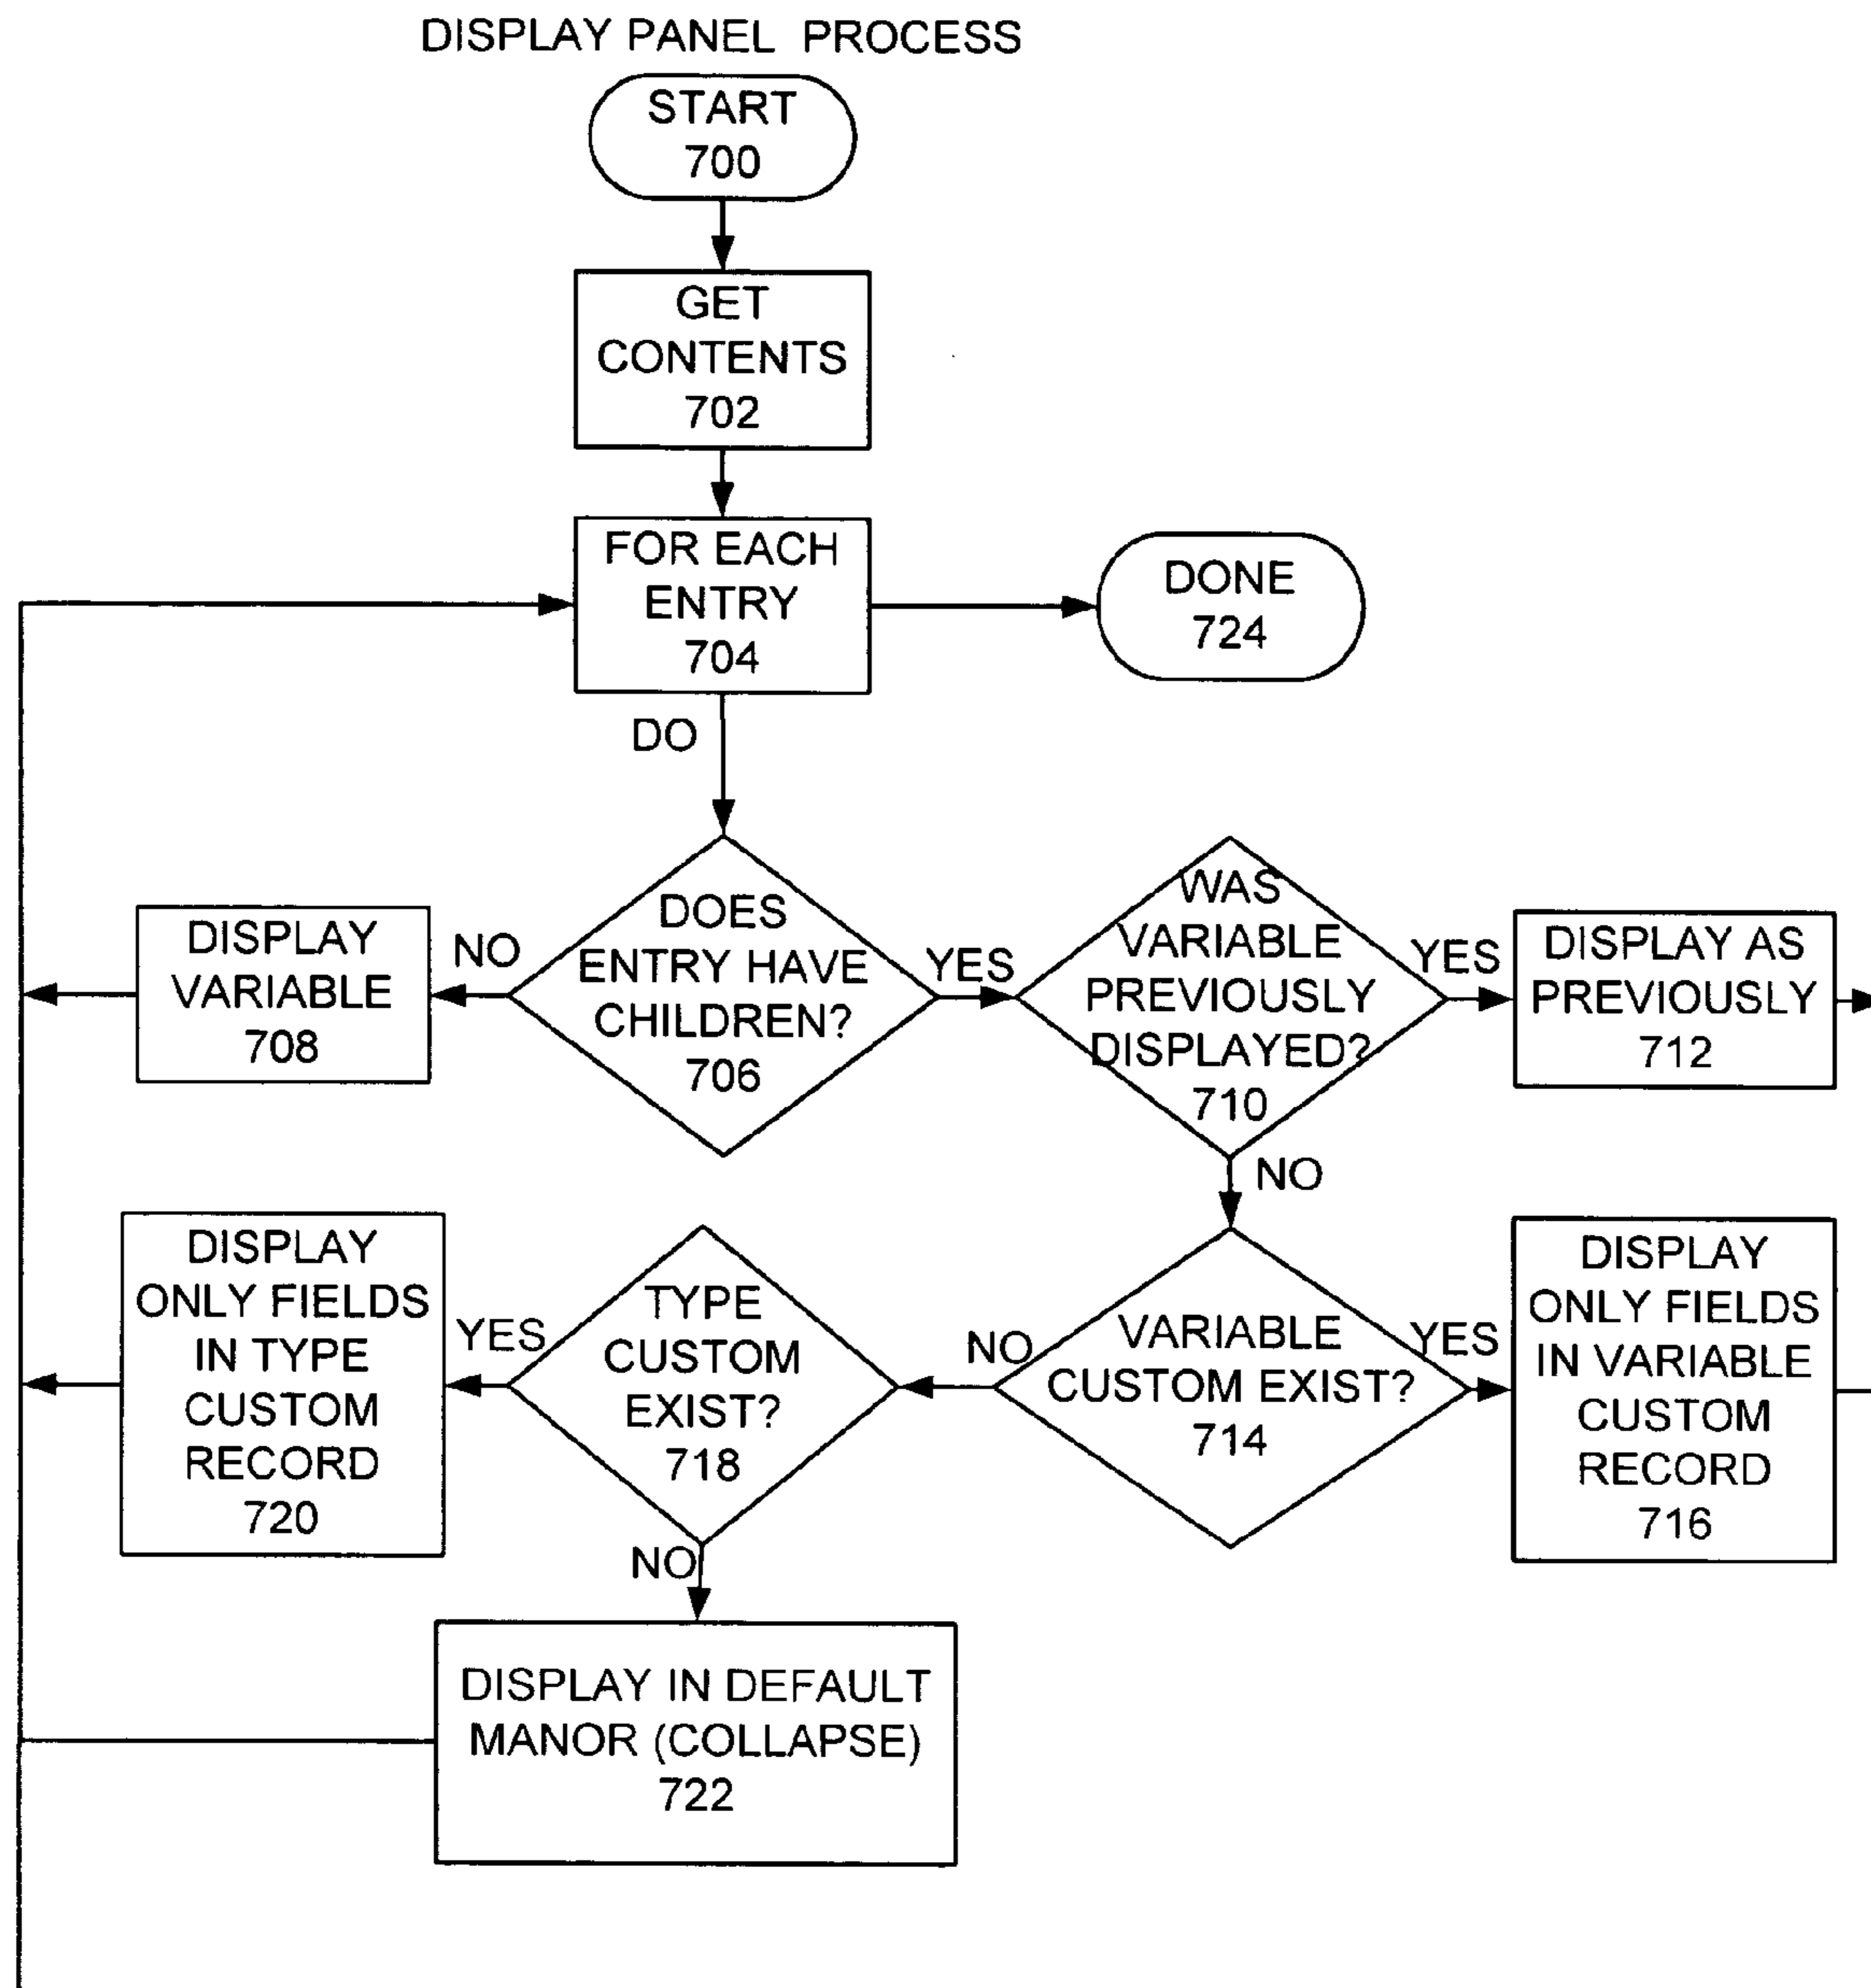 DISPLAY PANEL PROCESS
START
700
GET
CONTENTS
702
FOR EACH
ENTRY
704
DONE
724
DO
DOES
ENTRY HAVE
CHILDREN?
706
NO
DISPLAY
VARIABLE
708
YES
WAS
VARIABLE
PREVIOUSLY
DISPLAYED?
710
YES
DISPLAY AS
PREVIOUSLY
712
NO
VARIABLE
CUSTOM EXIST?
714
YES
DISPLAY
ONLY FIELDS
IN VARIABLE
CUSTOM
RECORD
716
NO
TYPE
CUSTOM
EXIST?
718
YES
DISPLAY
ONLY FIELDS
IN TYPE
CUSTOM
RECORD
720
NO
DISPLAY IN DEFAULT
MANOR (COLLAPSE)
722